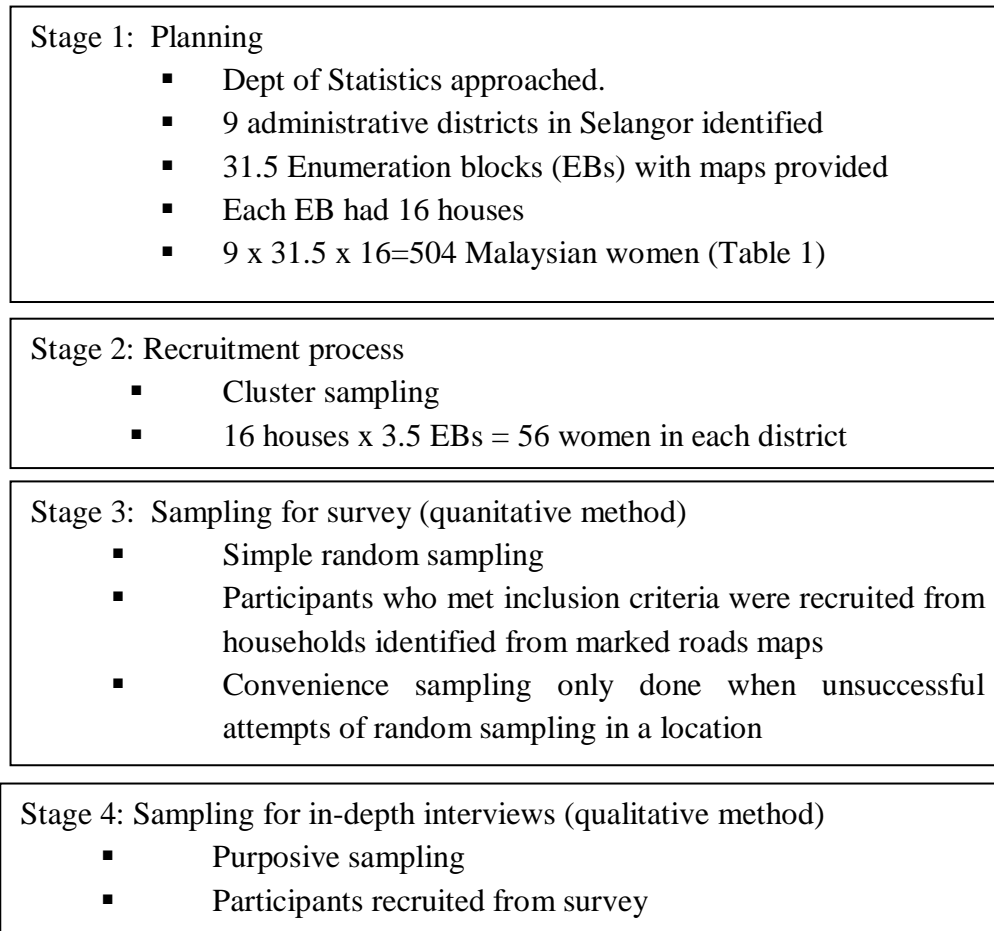 Stage 1: Planning
▪ Dept of Statistics approached.
▪ 9 administrative districts in Selangor identified
▪ 31.5 Enumeration blocks (EBs) with maps provided
▪ Each EB had 16 houses
▪ 9 x 31.5 x 16=504 Malaysian women (Table 1)
Stage 2: Recruitment process
▪ Cluster sampling
▪ 16 houses x 3.5 EBs = 56 women in each district
Stage 3: Sampling for survey (quanitative method)
▪ Simple random sampling
▪ Participants who met inclusion criteria were recruited from
households identified from marked roads maps
▪ Convenience sampling only done when unsuccessful
attempts of random sampling in a location
Stage 4: Sampling for in-depth interviews (qualitative method)
▪ Purposive sampling
▪ Participants recruited from survey